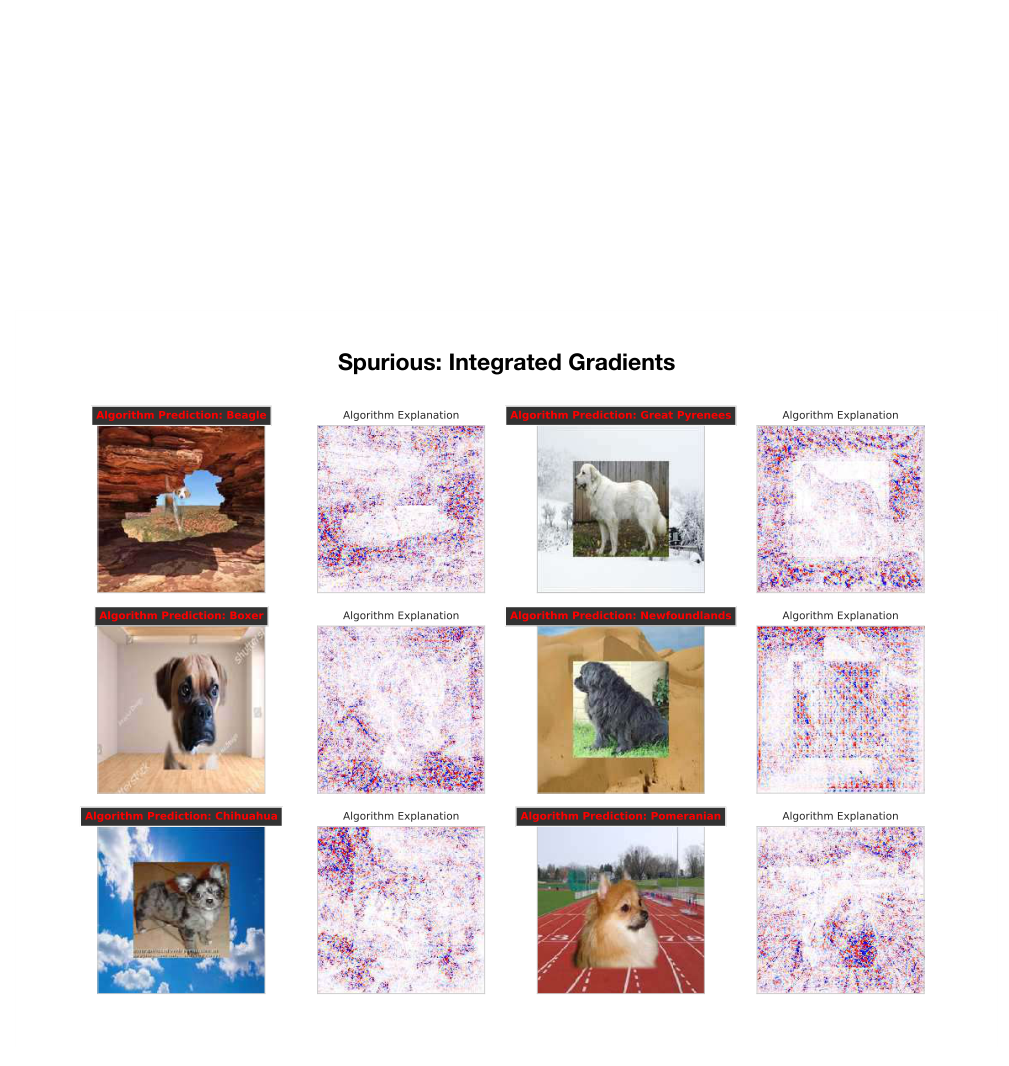 Spurious: Integrated Gradients
Algorithm Prediction: Beagle
Algorithm Explanation
Algorithm Prediction: Great Pyrenees
Algorithm Explanation
Algorithm Prediction: Boxer
Algorithm Explanation
Algorithm Prediction: Newfoundlands
Algorithm Explanation
Algorithm Prediction: Chihuahua
Algorithm Explanation
Algorithm Prediction: Pomeranian
Algorithm Explanation